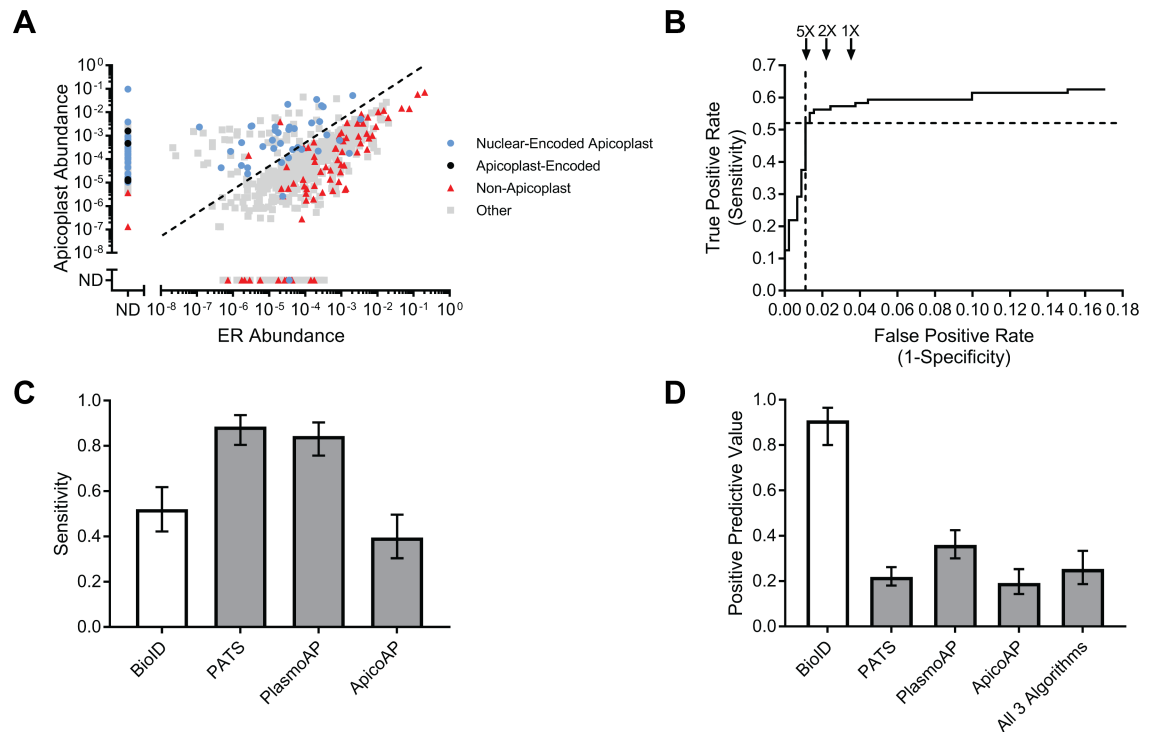 A
Apicoplast Abundance
10⁰
10⁻¹
10⁻²
10⁻³
10⁻⁴
10⁻⁵
10⁻⁶
10⁻⁷
10⁻⁸
ND
ND 10⁻⁸ 10⁻⁷ 10⁻⁶ 10⁻⁵ 10⁻⁴ 10⁻³ 10⁻² 10⁻¹ 10⁰
ER Abundance
Nuclear-Encoded Apicoplast
Apicoplast-Encoded
Non-Apicoplast
Other
B
5X 2X 1X
True Positive Rate
(Sensitivity)
0.7
0.6
0.5
0.4
0.3
0.2
0.1
0.0
0.00 0.02 0.04 0.06 0.08 0.10 0.12 0.14 0.16 0.18
False Positive Rate
(1-Specificity)
C
Sensitivity
1.0
0.8
0.6
0.4
0.2
0.0
BioID
PATS
PlasmoAP
ApicoAP
D
Positive Predictive Value
1.0
0.8
0.6
0.4
0.2
0.0
BioID
PATS
PlasmoAP
ApicoAP
All 3 Algorithms